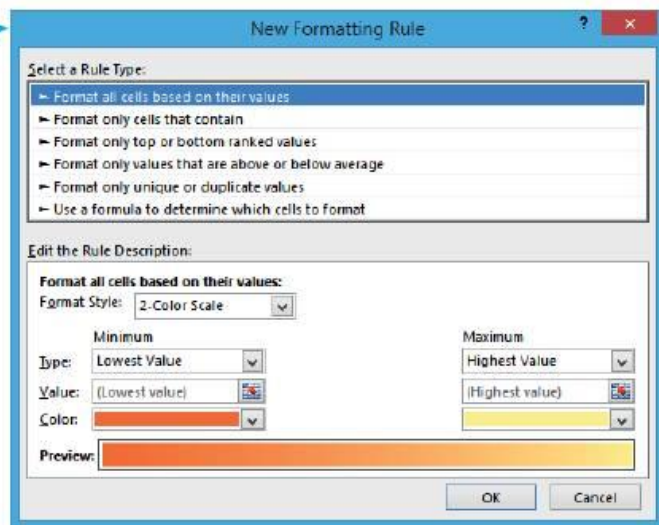 New Formatting Rule ?
Select a Rule Type:
► Format all cells based on their values
► Format only cells that contain
► Format only top or bottom ranked values
► Format only values that are above or below average
► Format only unique or duplicate values
► Use a formula to determine which cells to format
Edit the Rule Description:
Format all cells based on their values:
Format Style: 2-Color Scale
Minimum Maximum
Type: Lowest Value Highest Value
Value: (Lowest value) (Highest value)
Color:
Preview:
OK Cancel